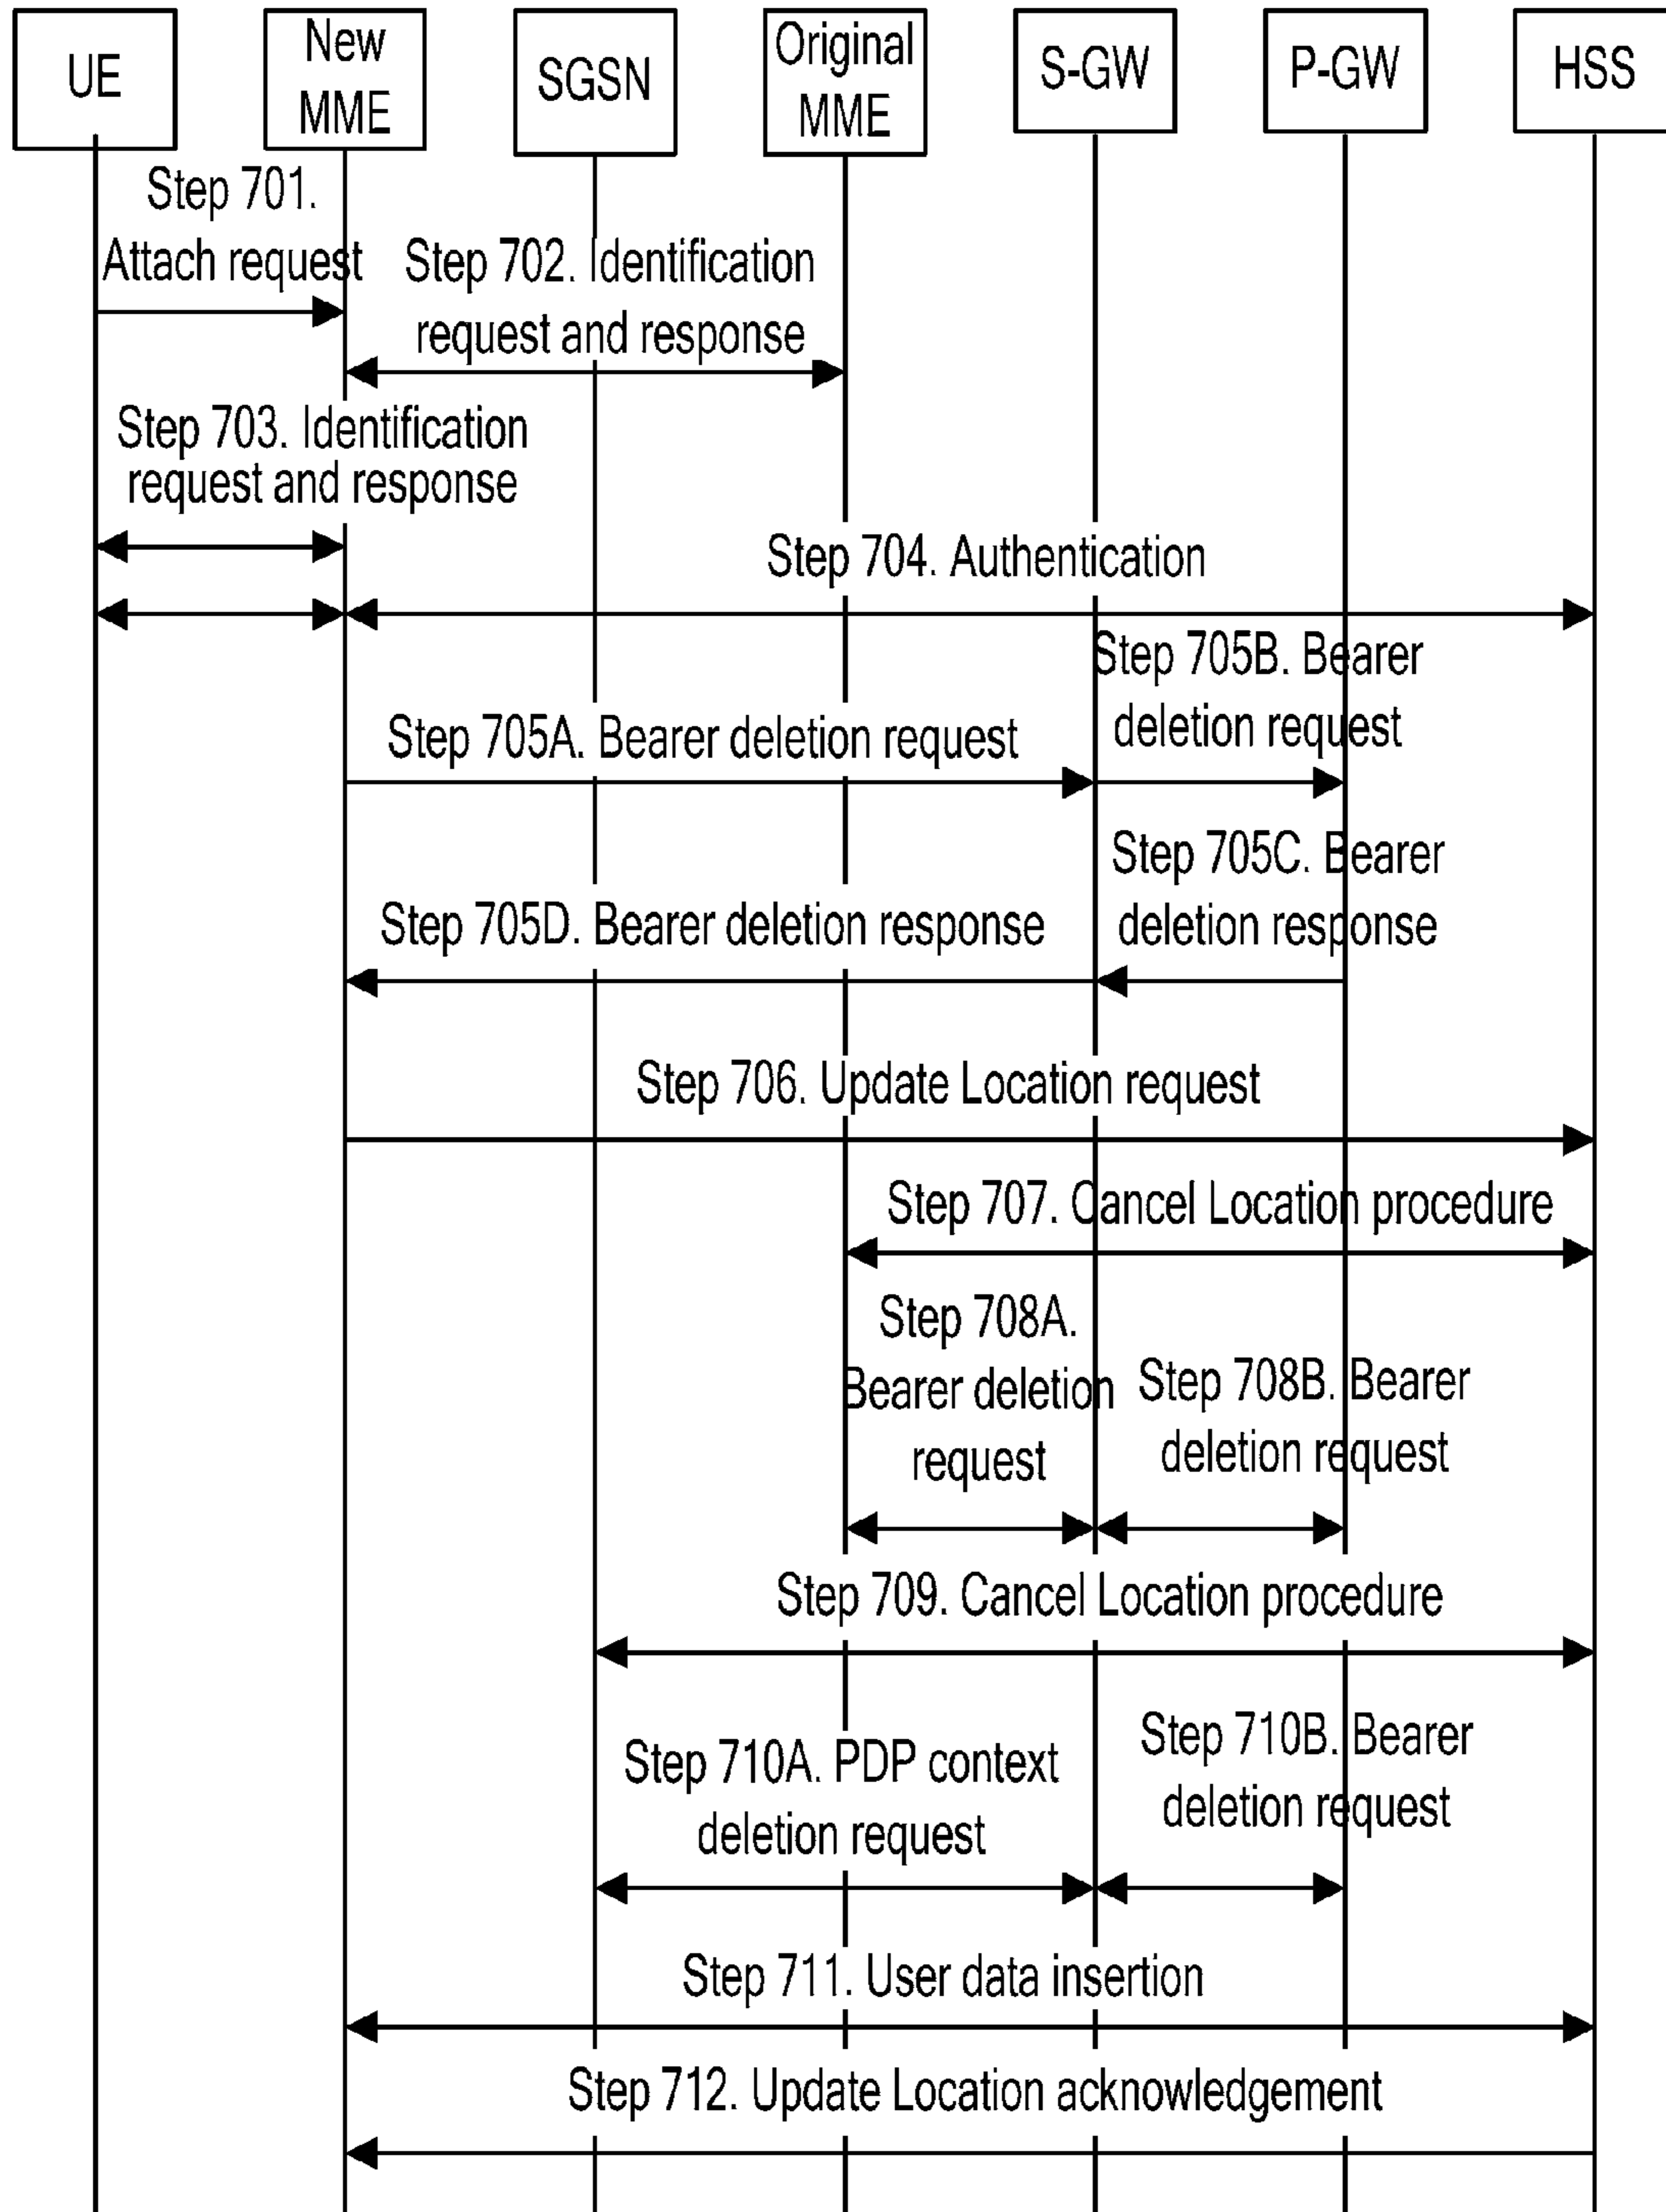 UE
New
MME
SGSN
Original
MME
S-GW
P-GW
HSS
Step 701.
Attach request
Step 702. Identification
request and response
Step 703. Identification
request and response
Step 704. Authentication
Step 705B. Bearer
deletion request
Step 705A. Bearer deletion request
Step 705C. Bearer
deletion response
Step 705D. Bearer deletion response
Step 706. Update Location request
Step 707. Cancel Location procedure
Step 708A.
Bearer deletion
request
Step 708B. Bearer
deletion request
Step 709. Cancel Location procedure
Step 710A. PDP context
deletion request
Step 710B. Bearer
deletion request
Step 711. User data insertion
Step 712. Update Location acknowledgement